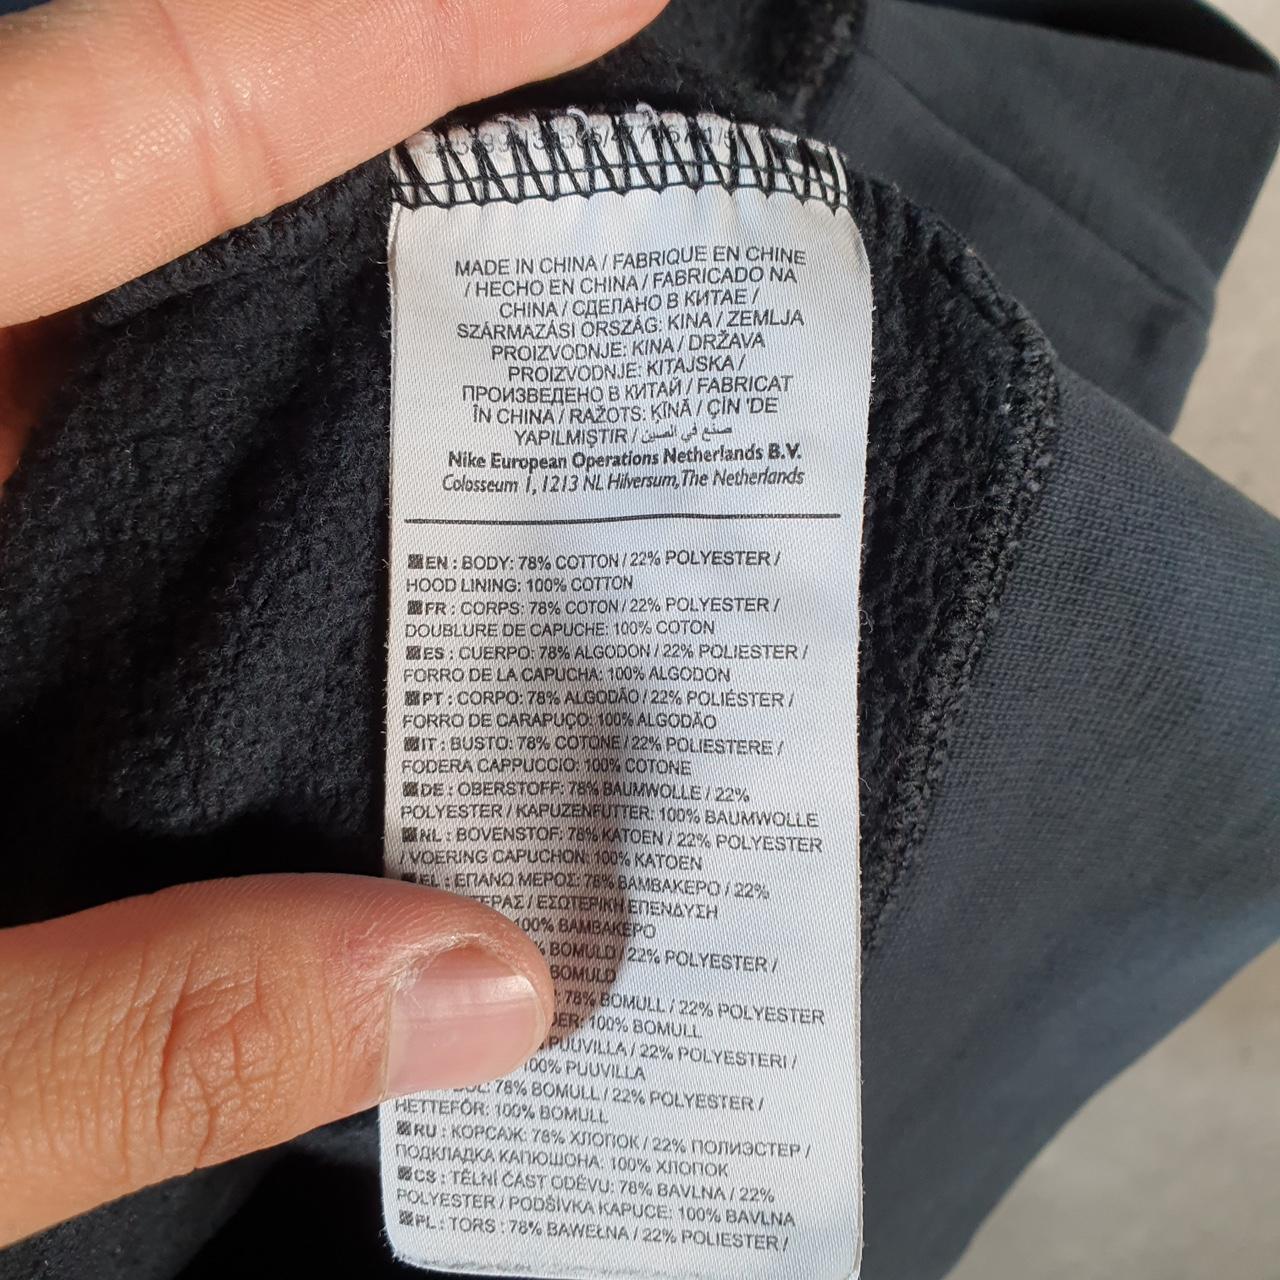 MADE IN CHINA / FABRIQUE EN CHINE
/ HECHO EN CHINA / FABRICADO NA
CHINA / СДЕЛАНО В КИТАЕ /
SZÁRMAZÁSI ORSZÁG: KINA / ZEMLJA
PROIZVODNJE: KINA / DRŽAVA
PROIZVODNJE: KITAJSKA /
ПРОИЗВЕДЕНО В КИТАЙ / FABRICAT
ÎN CHINA / RAŽOTS: ĶĪNĀ / ÇİN 'DE
YAPILMIŞTIR / صنع في الصين
Nike European Operations Netherlands B.V.
Colosseum 1, 1213 NL Hilversum, The Netherlands
EN : BODY: 78% COTTON / 22% POLYESTER /
HOOD LINING: 100% COTTON
FR : CORPS: 78% COTON / 22% POLYESTER /
DOUBLURE DE CAPUCHE: 100% COTON
ES : CUERPO: 78% ALGODON / 22% POLIESTER /
FORRO DE LA CAPUCHA: 100% ALGODON
PT : CORPO: 78% ALGODÃO / 22% POLIÉSTER /
FORRO DE CARAPUÇO: 100% ALGODÃO
IT : BUSTO: 78% COTONE / 22% POLIESTERE /
FODERA CAPPUCCIO: 100% COTONE
DE : OBERSTOFF: 78% BAUMWOLLE / 22%
POLYESTER / KAPUZENFUTTER: 100% BAUMWOLLE
NL : BOVENSTOF: 78% KATOEN / 22% POLYESTER
/ VOERING CAPUCHON: 100% KATOEN
EL : ΕΠΑΝΩ ΜΕΡΟΣ: 78% ΒΑΜΒΑΚΕΡΟ / 22%
/ ΕΣΩΤΕΡΙΚΗ ΕΠΕΝΔΥΣΗ
100% ΒΑΜΒΑΚΕΡΟ
BOMULD / 22% POLYESTER /
BOMULD
: 78% BOMULL / 22% POLYESTER
100% BOMULL
PUUVILLA / 22% POLYESTERI /
100% PUUVILLA
78% BOMULL / 22% POLYESTER /
HETTEFÔR: 100% BOMULL
RU : КОРСАЖ: 78% ХЛОПОК / 22% ПОЛИЭСТЕР /
ПОДКЛАДКА КАПЮШОНА: 100% ХЛОПОК
CS : TĚLNÍ ČÁST ODĚVU: 78% BAVLNA / 22%
POLYESTER / PODŠÍVKA KAPUCE: 100% BAVLNA
PL : TORS : 78% BAWEŁNA / 22% POLIESTER /